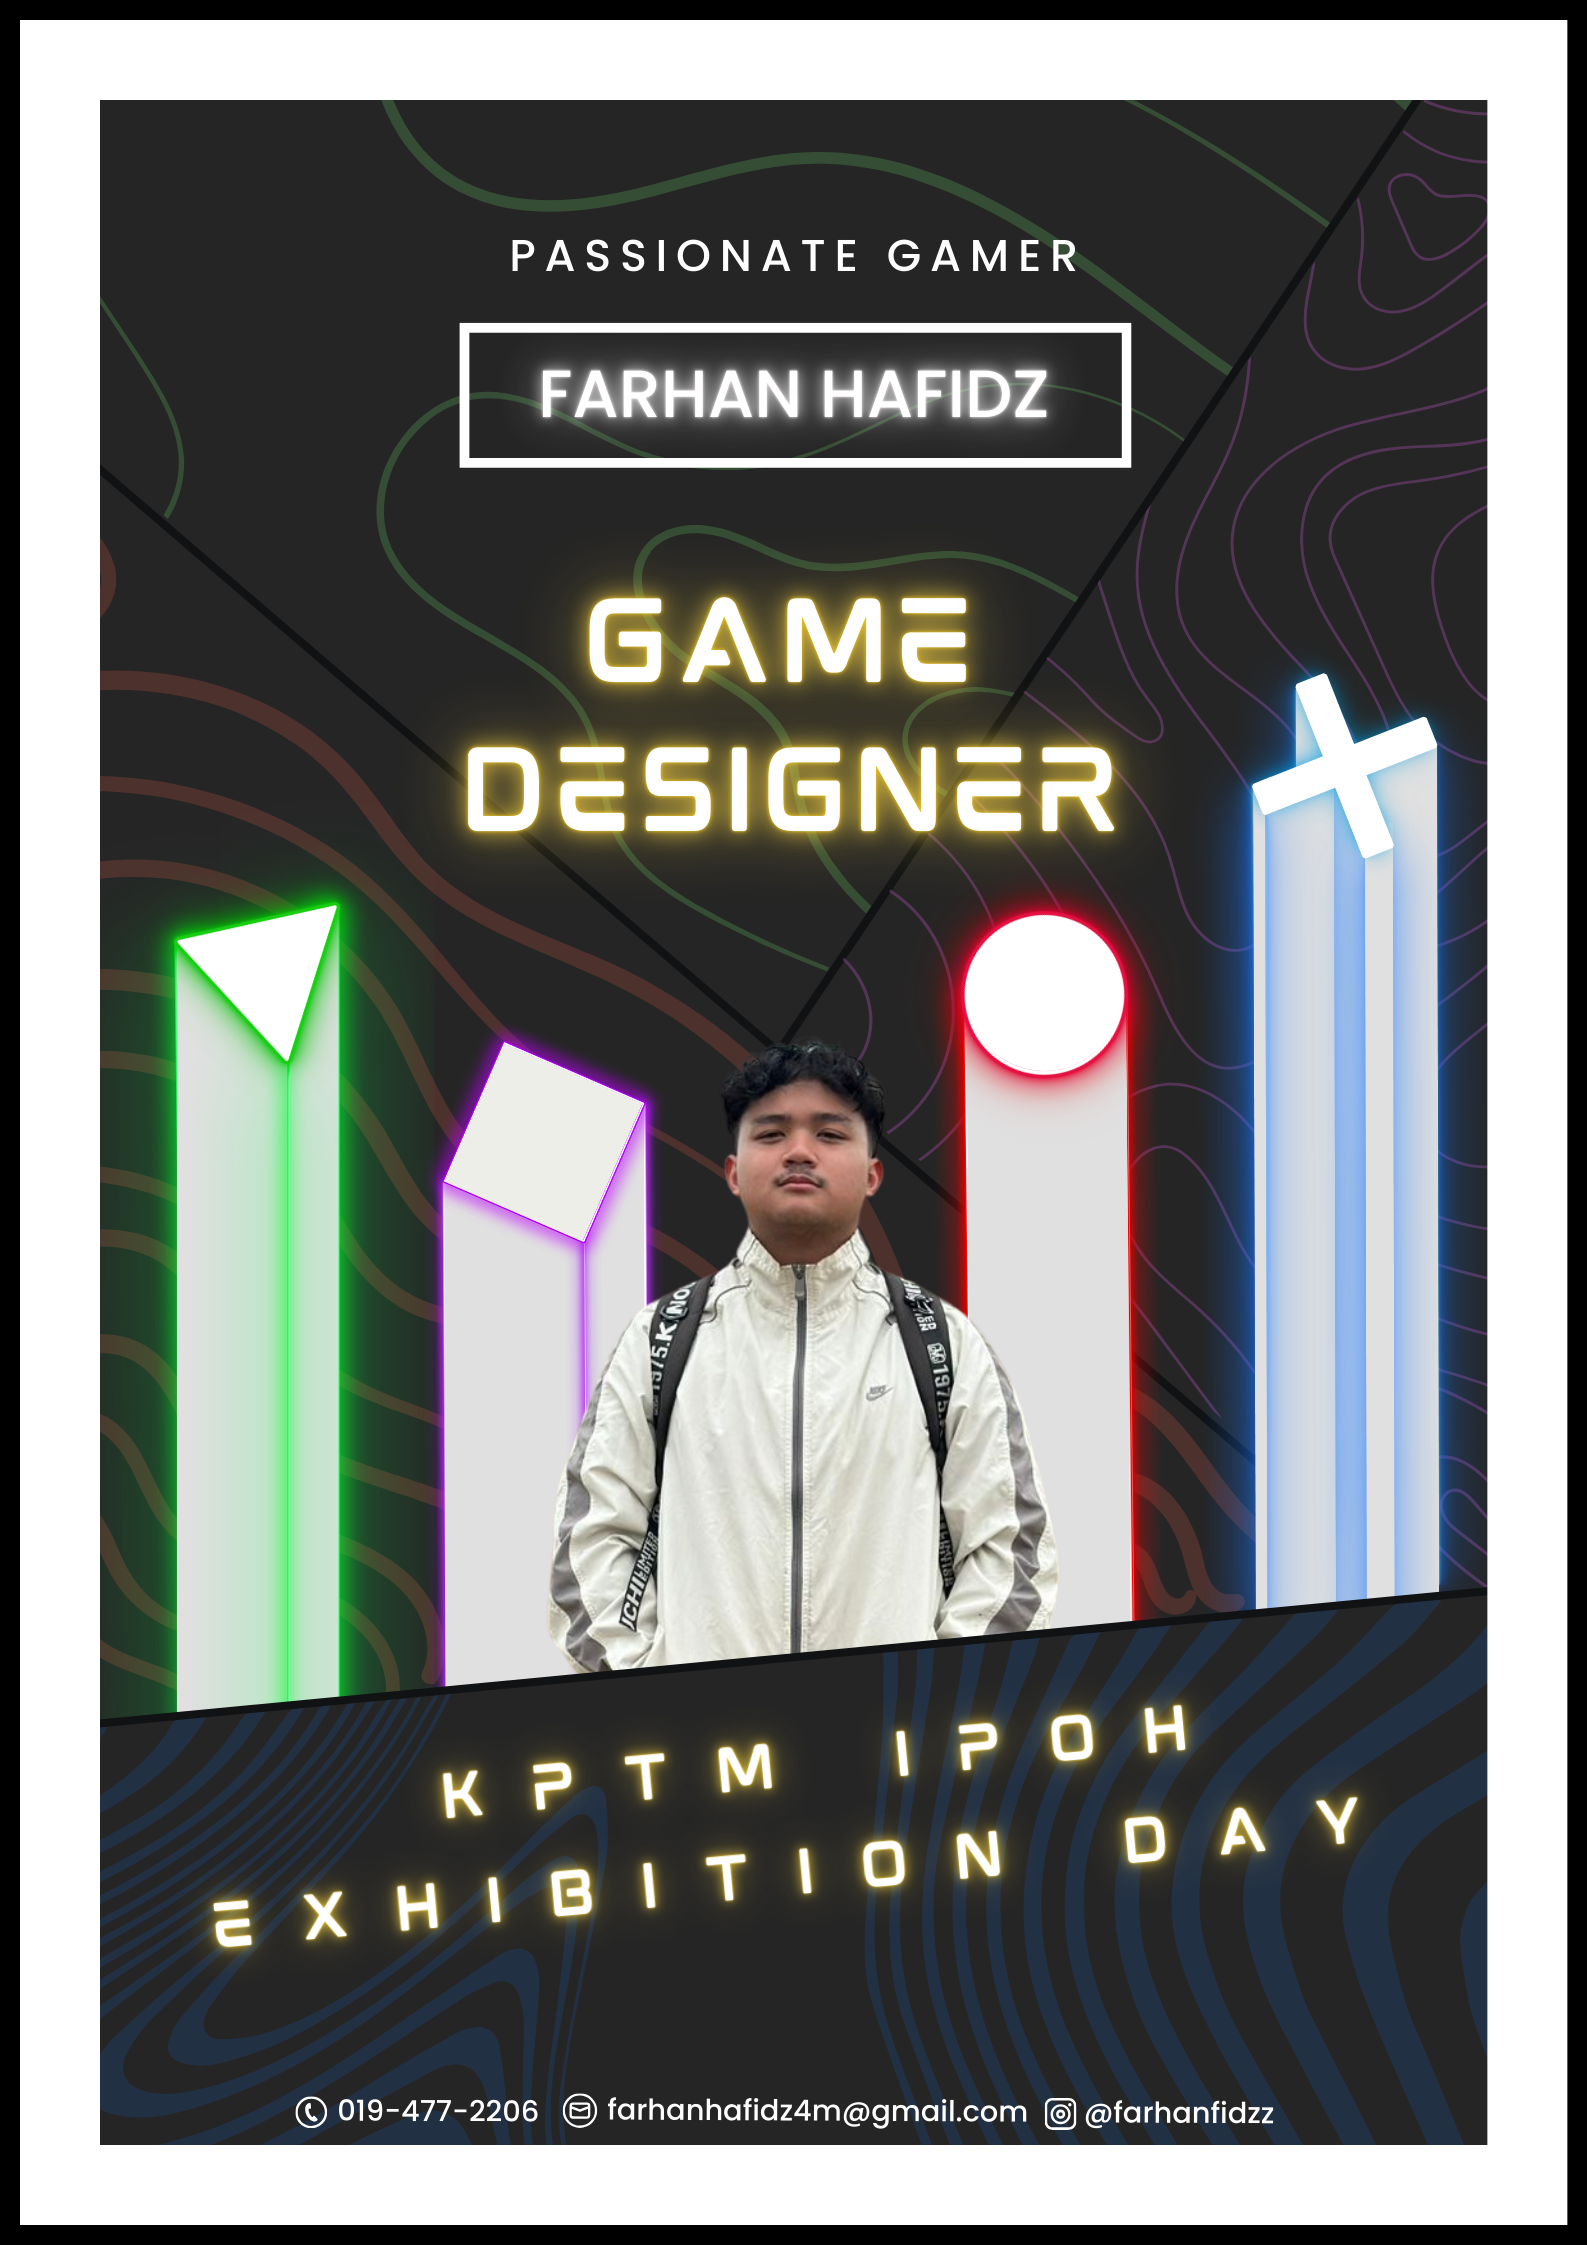 PASSIONATE GAMER
FARHAN HAFIDZ
GAME
DESIGNER
KPTM IPOH
EXHIBITION DAY
019-477-2206 farhanhafidz4m@gmail.com @farhanfidzz